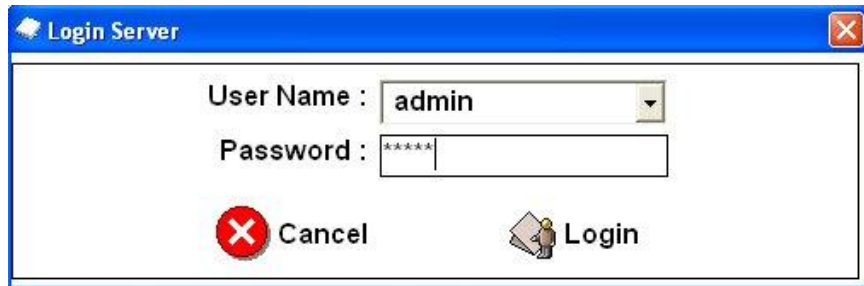 Login Server
User Name : admin
Password : *****
Cancel Login